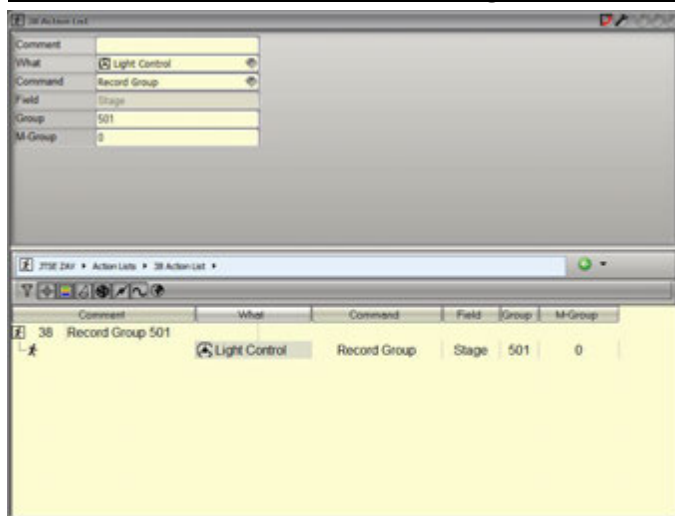 38 Action List
Comment
What Light Control
Command Record Group
Field Stage
Group 501
M-Group 0
JTSE ZAV Action Lists 38 Action List
Comment What Command Field Group M-Group
38 Record Group 501
Light Control Record Group Stage 501 0